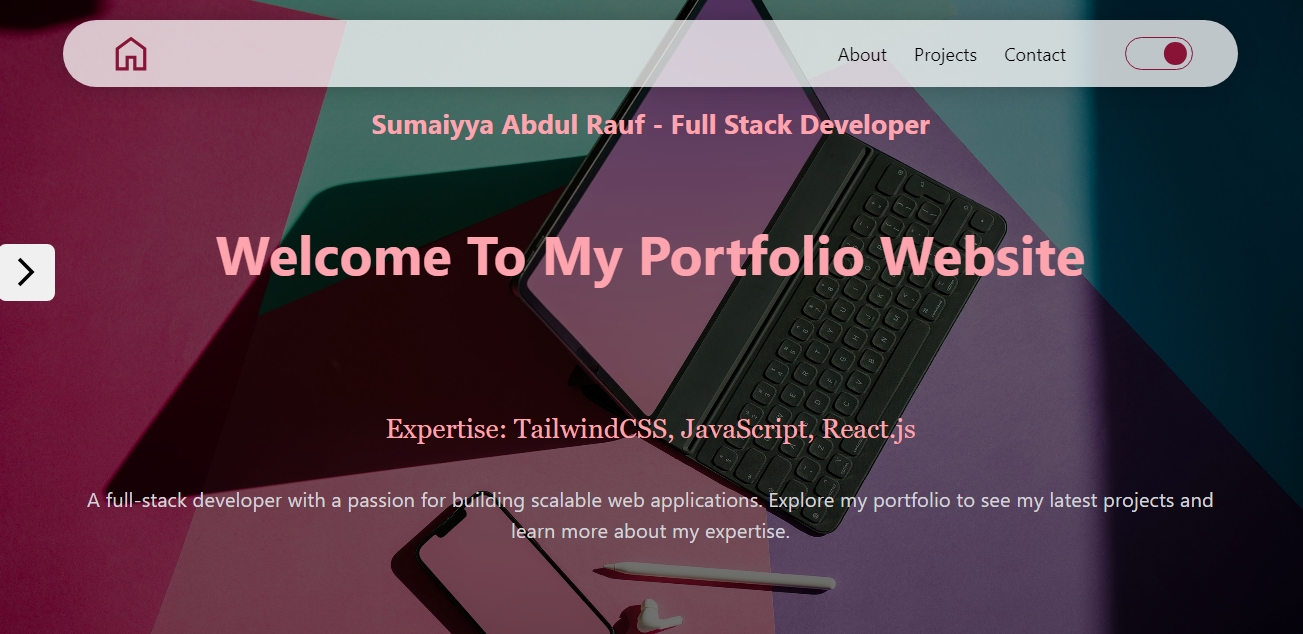 About Projects Contact
Sumaiyya Abdul Rauf - Full Stack Developer
Welcome To My Portfolio Website
Expertise: TailwindCSS, JavaScript, React.js
A full-stack developer with a passion for building scalable web applications. Explore my portfolio to see my latest projects and
learn more about my expertise.